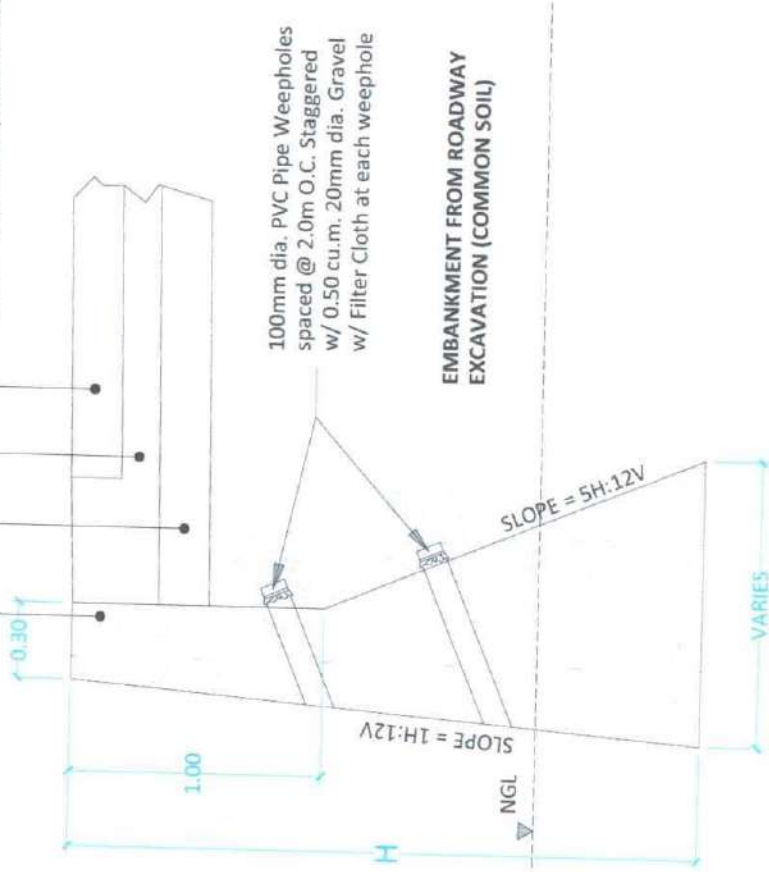 0.30
1.00
H
100mm dia. PVC Pipe Weepholes
spaced @ 2.0m O.C. Staggered
w/ 0.50 cu.m. 20mm dia. Gravel
w/ Filter Cloth at each weephole
SLOPE = 1H:12V
SLOPE = 5H:12V
EMBANKMENT FROM ROADWAY
EXCAVATION (COMMON SOIL)
NGL
VARIES